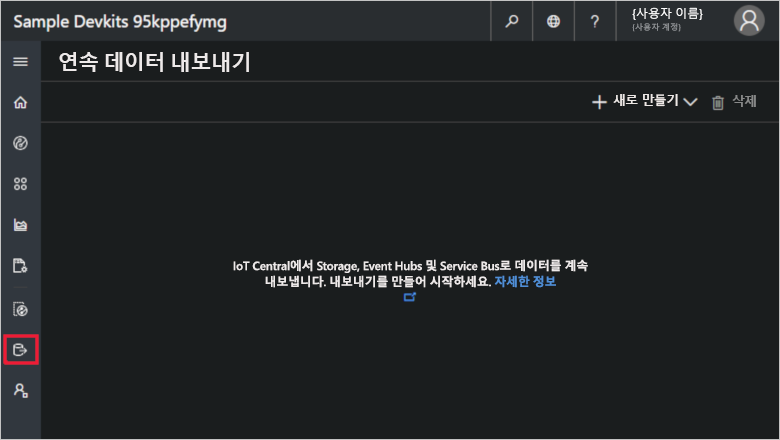 Sample Devkits 95kppefymg
?
{사용자 이름}
{사용자 계정}
연속 데이터 내보내기
새로 만들기
삭제
IoT Central에서 Storage, Event Hubs 및 Service Bus로 데이터를 계속
내보냅니다. 내보내기를 만들어 시작하세요. 자세한 정보